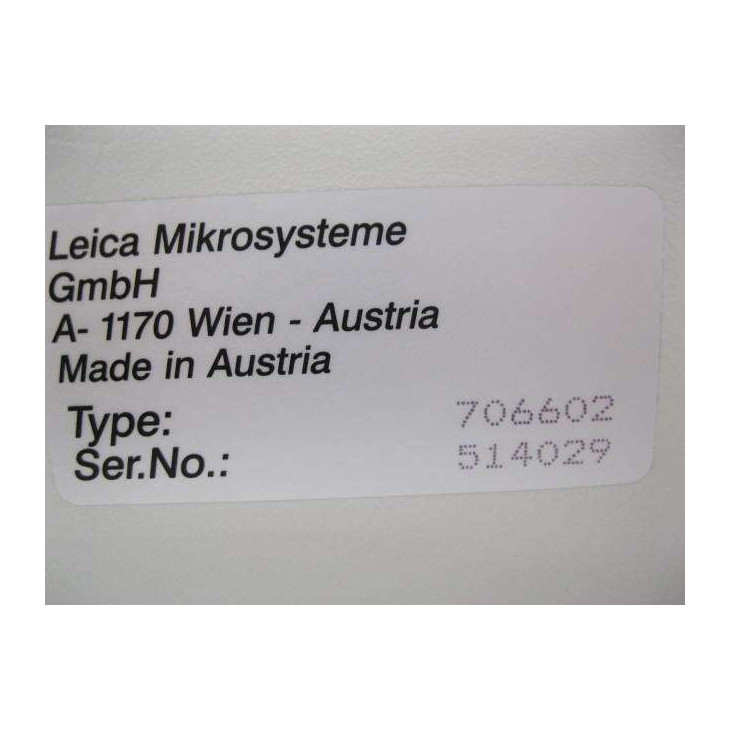 Leica Mikrosysteme
GmbH
A- 1170 Wien - Austria
Made in Austria
Type: 706602
Ser.No.: 514029